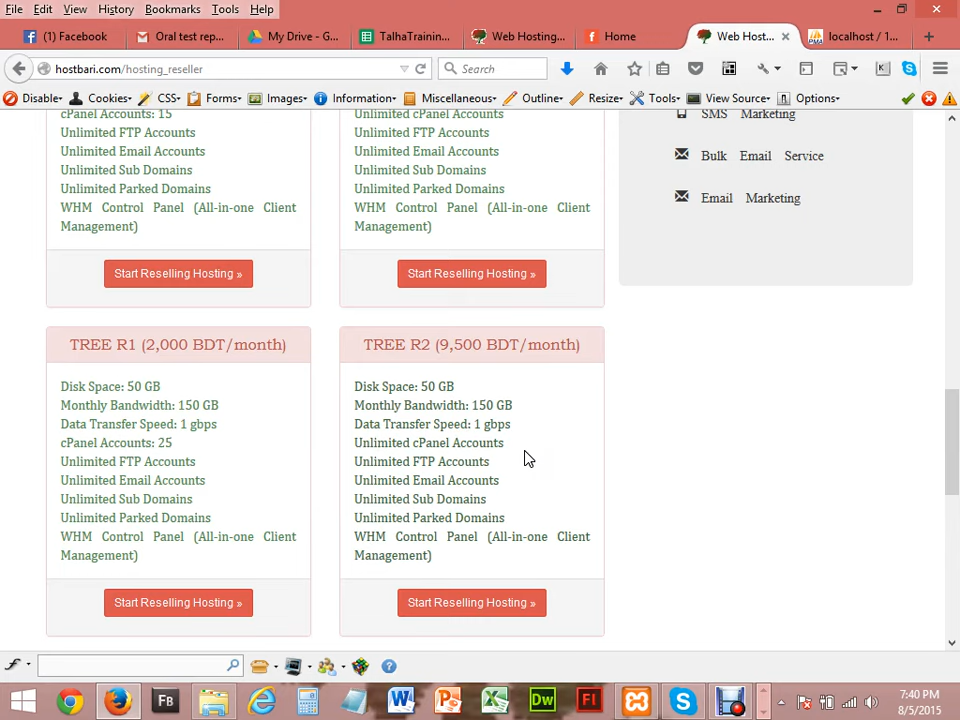 File Edit View History Bookmarks Tools Help
(1) Facebook
Gmail - Oral test rep...
My Drive - G...
TalhaTrainin...
Web Hosting...
Home
Web Host...
localhost / 1...
hostbari.com/hosting_reseller
Search
Disable Cookies CSS Forms Images Information Miscellaneous Outline Resize Tools View Source Options
cPanel Accounts: 15
Unlimited FTP Accounts
Unlimited Email Accounts
Unlimited Sub Domains
Unlimited Parked Domains
WHM Control Panel (All-in-one Client
Management)
Start Reselling Hosting »
Unlimited cPanel Accounts
Unlimited FTP Accounts
Unlimited Email Accounts
Unlimited Sub Domains
Unlimited Parked Domains
WHM Control Panel (All-in-one Client
Management)
Start Reselling Hosting »
SMS Marketing
Bulk Email Service
Email Marketing
TREE R1 (2,000 BDT/month)
Disk Space: 50 GB
Monthly Bandwidth: 150 GB
Data Transfer Speed: 1 gbps
cPanel Accounts: 25
Unlimited FTP Accounts
Unlimited Email Accounts
Unlimited Sub Domains
Unlimited Parked Domains
WHM Control Panel (All-in-one Client
Management)
Start Reselling Hosting »
TREE R2 (9,500 BDT/month)
Disk Space: 50 GB
Monthly Bandwidth: 150 GB
Data Transfer Speed: 1 gbps
Unlimited cPanel Accounts
Unlimited FTP Accounts
Unlimited Email Accounts
Unlimited Sub Domains
Unlimited Parked Domains
WHM Control Panel (All-in-one Client
Management)
Start Reselling Hosting »
FB
Dw
Fl
7:40 PM
8/5/2015